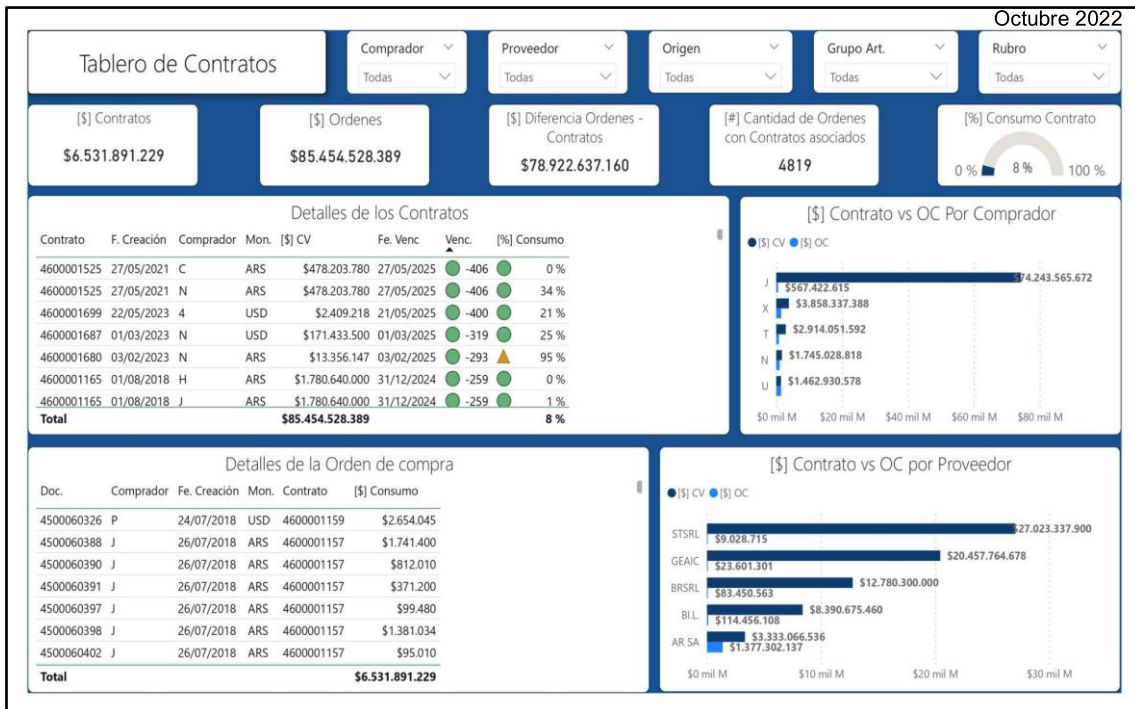 Octubre 2022
Tablero de Contratos
Comprador
Todas
Proveedor
Todas
Origen
Todas
Grupo Art.
Todas
Rubro
Todas
[$] Contratos
$6.531.891.229
[$] Ordenes
$85.454.528.389
[$] Diferencia Ordenes -
Contratos
$78.922.637.160
[#] Cantidad de Ordenes
con Contratos asociados
4819
[%] Consumo Contrato
0 % 8 % 100 %
Detalles de los Contratos
Contrato F. Creación Comprador Mon. [$] CV Fe. Venc Venc. [%] Consumo
4600001525 27/05/2021 C ARS $478.203.780 27/05/2025 -406 0 %
4600001525 27/05/2021 N ARS $478.203.780 27/05/2025 -406 34 %
4600001699 22/05/2023 4 USD $2.409.218 21/05/2025 -400 21 %
4600001687 01/03/2023 N USD $171.433.500 01/03/2025 -319 25 %
4600001680 03/02/2023 N ARS $13.356.147 03/02/2025 -293 95 %
4600001165 01/08/2018 H ARS $1.780.640.000 31/12/2024 -259 0 %
4600001165 01/08/2018 J ARS $1.780.640.000 31/12/2024 -259 1 %
Total $85.454.528.389 8 %
[$] Contrato vs OC Por Comprador
[$] CV [$] OC
J $74.243.565.672
$567.422.615
X $3.858.337.388
T $2.914.051.592
N $1.745.028.818
U $1.462.930.578
$0 mil M $20 mil M $40 mil M $60 mil M $80 mil M
Detalles de la Orden de compra
Doc. Comprador Fe. Creación Mon. Contrato [$] Consumo
4500060326 P 24/07/2018 USD 4600001159 $2.654.045
4500060388 J 26/07/2018 ARS 4600001157 $1.741.400
4500060390 J 26/07/2018 ARS 4600001157 $812.010
4500060391 J 26/07/2018 ARS 4600001157 $371.200
4500060397 J 26/07/2018 ARS 4600001157 $99.480
4500060398 J 26/07/2018 ARS 4600001157 $1.381.034
4500060402 J 26/07/2018 ARS 4600001157 $95.010
Total $6.531.891.229
[$] Contrato vs OC por Proveedor
[$] CV [$] OC
STSRL $27.023.337.900
$9.028.715
GEAIC $20.457.764.678
$23.601.301
BRSRL $12.780.300.000
$83.450.563
BI.L. $8.390.675.460
$114.456.108
AR SA $3.333.066.536
$1.377.302.137
$0 mil M $10 mil M $20 mil M $30 mil M